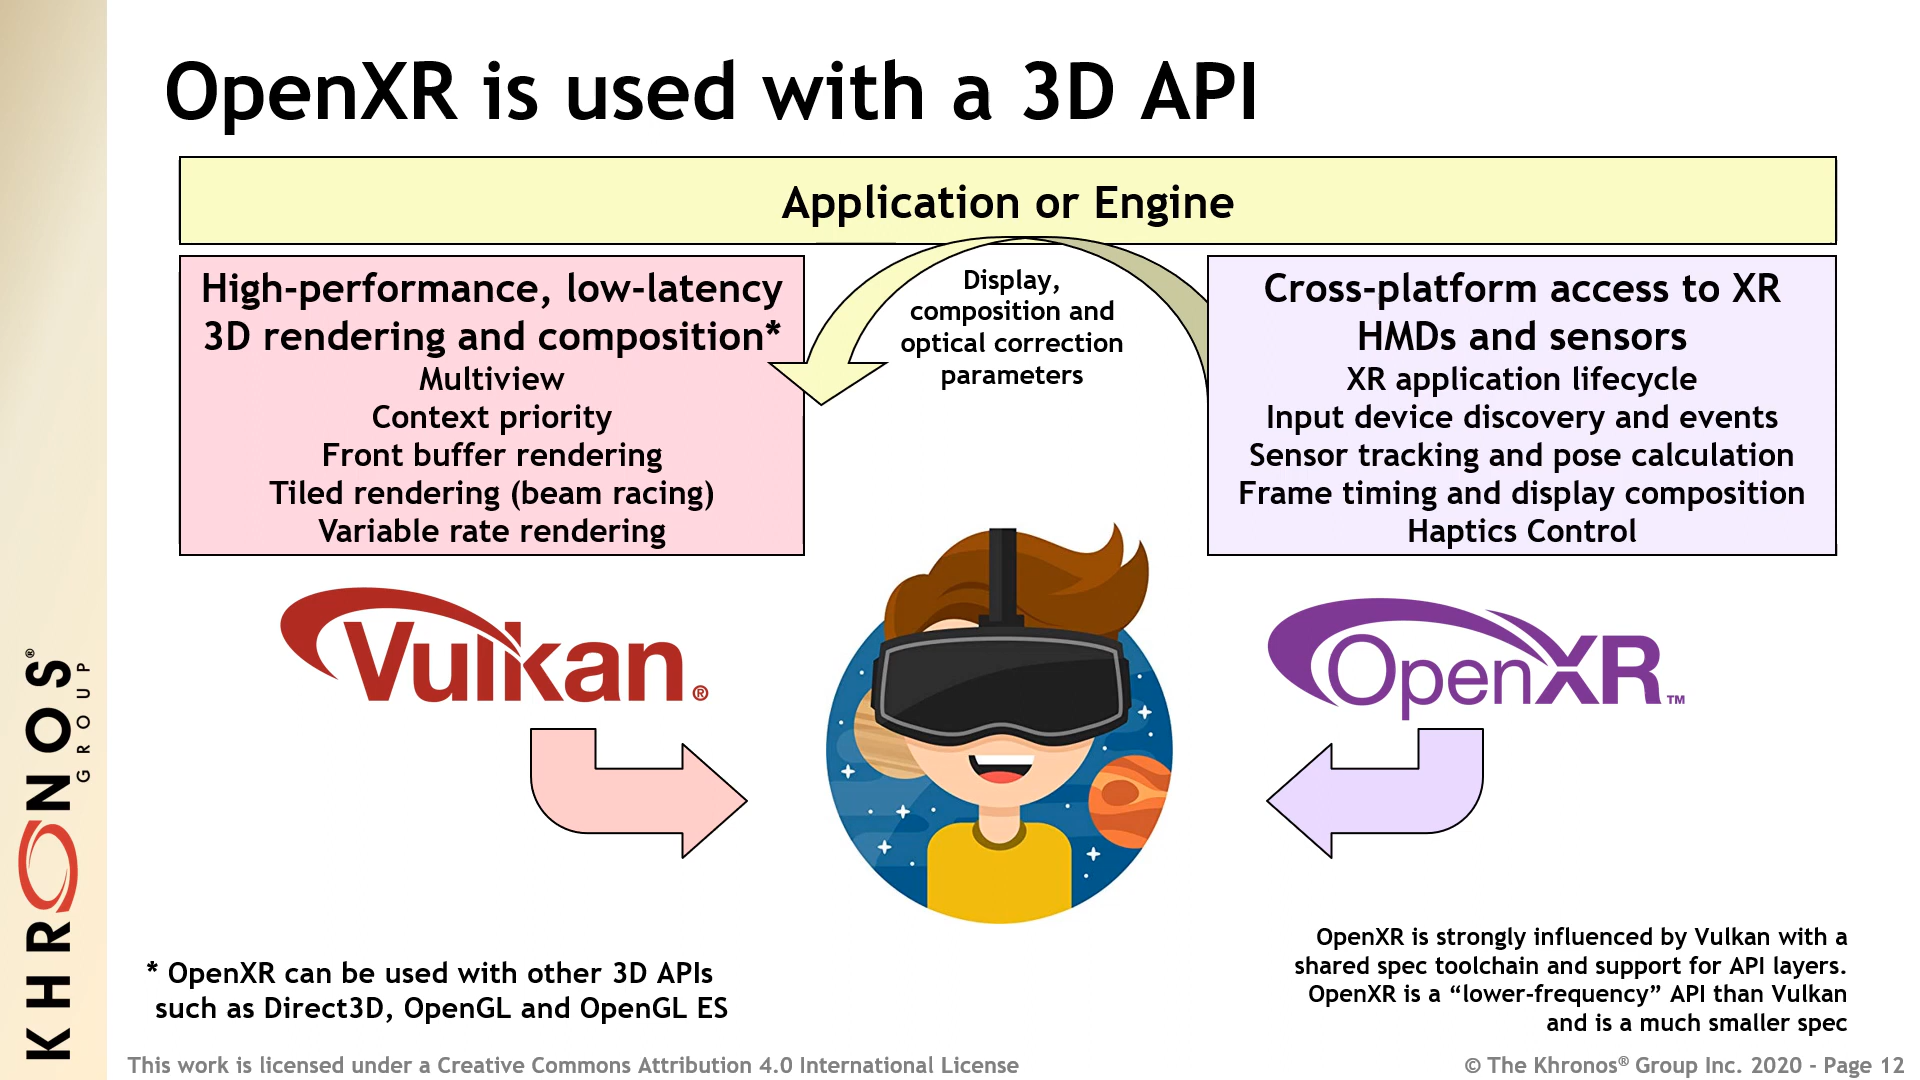 OpenXR is used with a 3D API
Application or Engine
High-performance, low-latency
3D rendering and composition*
Multiview
Context priority
Front buffer rendering
Tiled rendering (beam racing)
Variable rate rendering
Display,
composition and
optical correction
parameters
Cross-platform access to XR
HMDs and sensors
XR application lifecycle
Input device discovery and events
Sensor tracking and pose calculation
Frame timing and display composition
Haptics Control
Vulkan®
OpenXR™
KHRONOS®
GROUP
* OpenXR can be used with other 3D APIs
such as Direct3D, OpenGL and OpenGL ES
OpenXR is strongly influenced by Vulkan with a
shared spec toolchain and support for API layers.
OpenXR is a “lower-frequency” API than Vulkan
and is a much smaller spec
This work is licensed under a Creative Commons Attribution 4.0 International License
© The Khronos® Group Inc. 2020 - Page 12